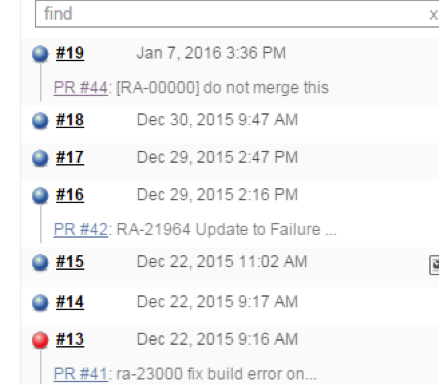 find x
#19 Jan 7, 2016 3:36 PM
PR #44: [RA-00000] do not merge this
#18 Dec 30, 2015 9:47 AM
#17 Dec 29, 2015 2:47 PM
#16 Dec 29, 2015 2:16 PM
PR #42: RA-21964 Update to Failure ...
#15 Dec 22, 2015 11:02 AM
#14 Dec 22, 2015 9:17 AM
#13 Dec 22, 2015 9:16 AM
PR #41: ra-23000 fix build error on...